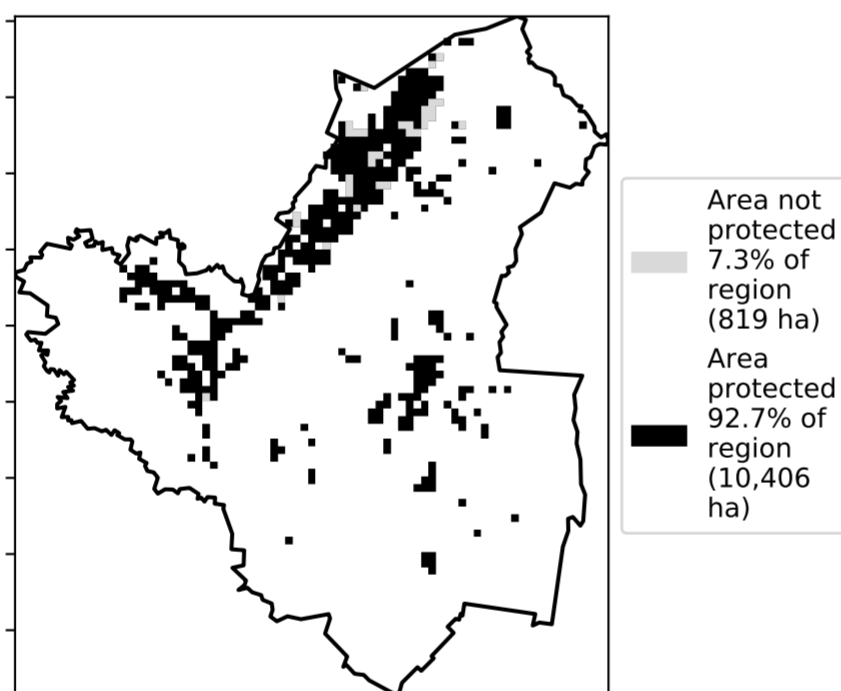 Area not
protected
7.3% of
region
(819 ha)
Area
protected
92.7% of
region
(10,406
ha)